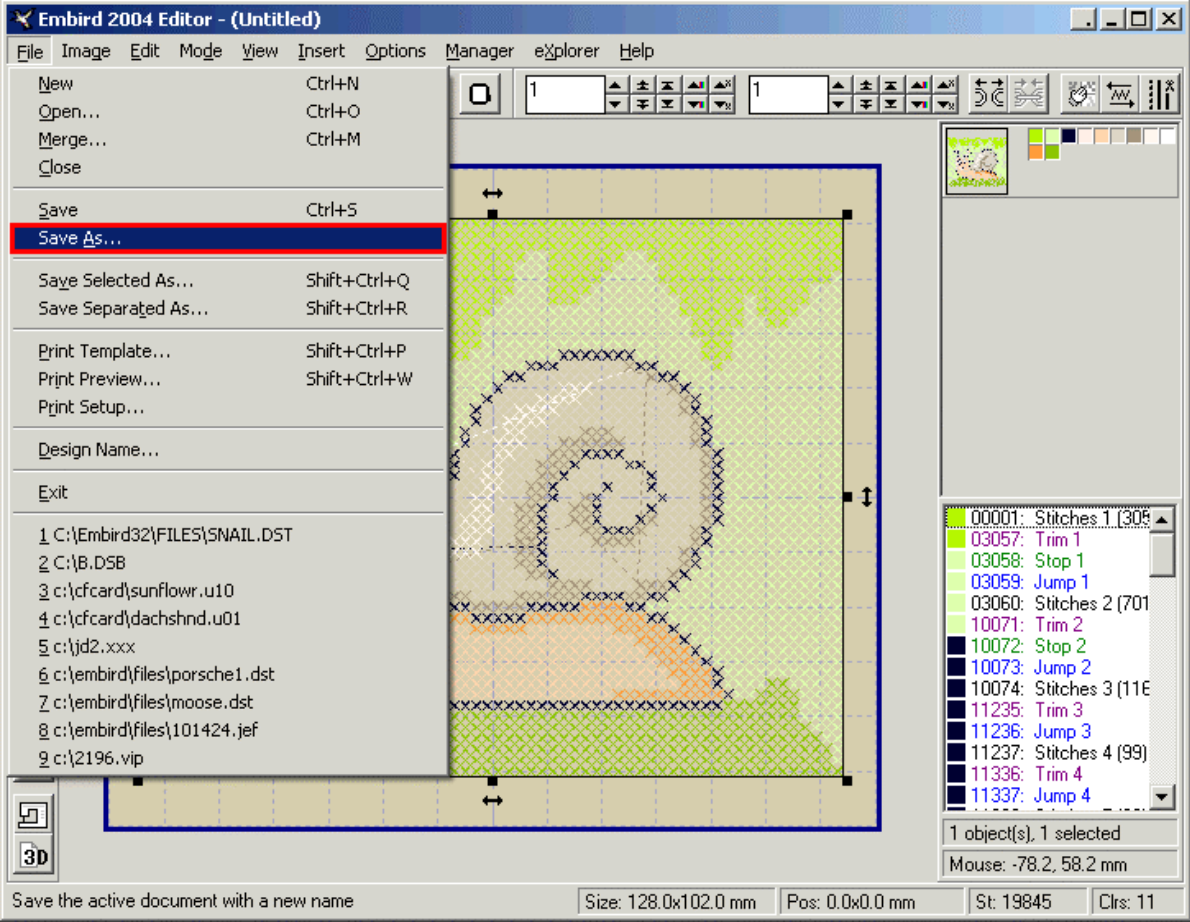 Embird 2004 Editor - (Untitled)
File Image Edit Mode View Insert Options Manager eXplorer Help
New Ctrl+N
Open... Ctrl+O
Merge... Ctrl+M
Close
Save Ctrl+S
Save As...
Save Selected As... Shift+Ctrl+Q
Save Separated As... Shift+Ctrl+R
Print Template... Shift+Ctrl+P
Print Preview... Shift+Ctrl+W
Print Setup...
Design Name...
Exit
1 C:\Embird32\FILES\SNAIL.DST
2 C:\B.DSB
3 c:\cfcard\sunflowr.u10
4 c:\cfcard\dachshnd.u01
5 c:\jd2.xxx
6 c:\embird\files\porsche1.dst
7 c:\embird\files\moose.dst
8 c:\embird\files\101424.jef
9 c:\2196.vip
1 1
00001: Stitches 1 (305
03057: Trim 1
03058: Stop 1
03059: Jump 1
03060: Stitches 2 (701
10071: Trim 2
10072: Stop 2
10073: Jump 2
10074: Stitches 3 (116
11235: Trim 3
11236: Jump 3
11237: Stitches 4 (99)
11336: Trim 4
11337: Jump 4
1 object(s), 1 selected
Mouse: -78.2, 58.2 mm
3D
Save the active document with a new name Size: 128.0x102.0 mm Pos: 0.0x0.0 mm St: 19845 Clrs: 11